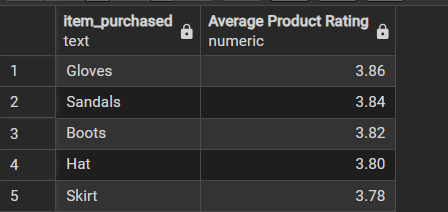 item_purchased Average Product Rating
text numeric
1 Gloves 3.86
2 Sandals 3.84
3 Boots 3.82
4 Hat 3.80
5 Skirt 3.78